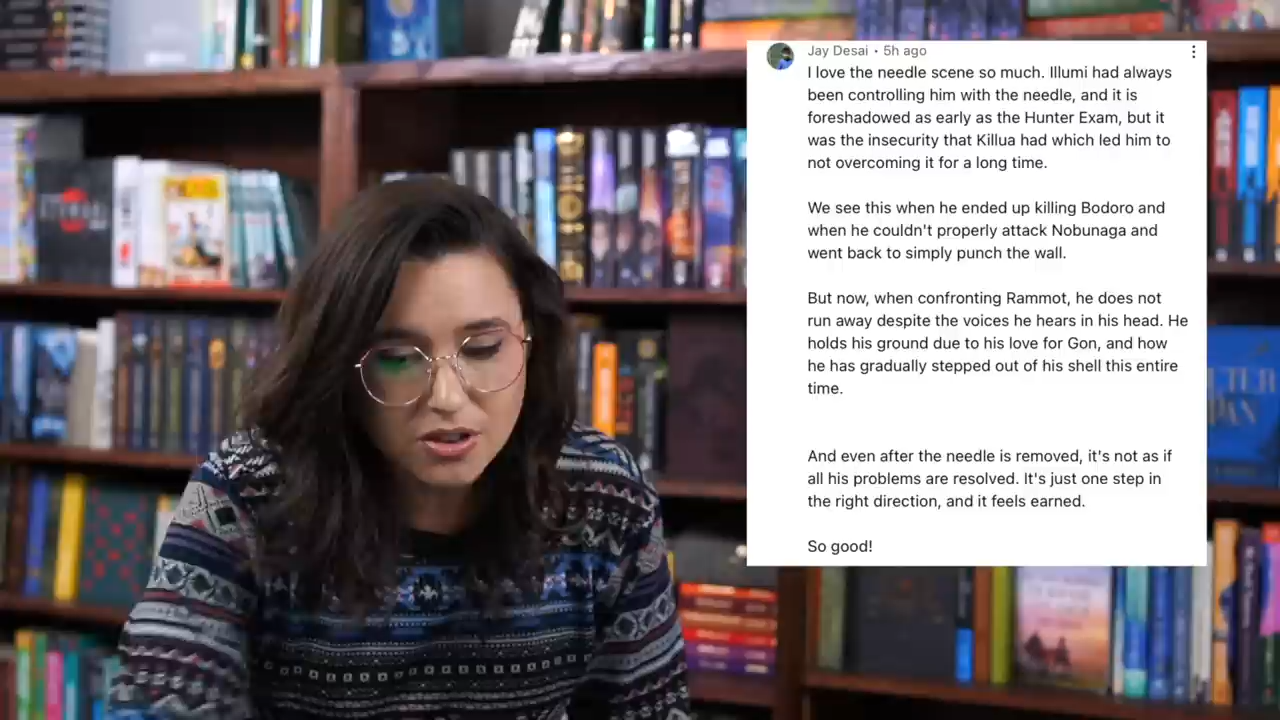 Jay Desai • 5h ago
I love the needle scene so much. Illumi had always
been controlling him with the needle, and it is
foreshadowed as early as the Hunter Exam, but it
was the insecurity that Killua had which led him to
not overcoming it for a long time.
We see this when he ended up killing Bodoro and
when he couldn't properly attack Nobunaga and
went back to simply punch the wall.
But now, when confronting Rammot, he does not
run away despite the voices he hears in his head. He
holds his ground due to his love for Gon, and how
he has gradually stepped out of his shell this entire
time.
And even after the needle is removed, it's not as if
all his problems are resolved. It's just one step in
the right direction, and it feels earned.
So good!